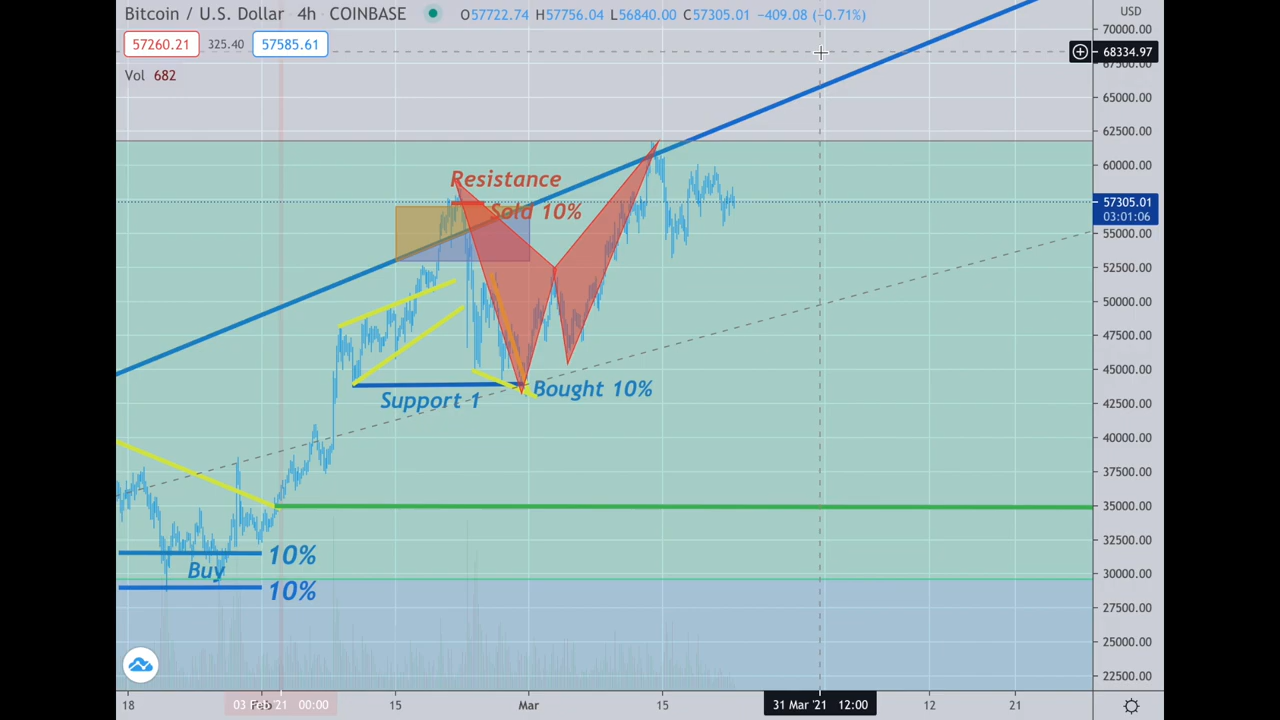 Bitcoin / U.S. Dollar · 4h · COINBASE O57722.74 H57756.04 L56840.00 C57305.01 −409.08 (−0.71%)
57260.21 325.40 57585.61
Vol 682
USD
70000.00
68334.97
67500.00
65000.00
62500.00
60000.00
57305.01
03:01:06
55000.00
52500.00
50000.00
47500.00
45000.00
42500.00
40000.00
37500.00
35000.00
32500.00
30000.00
27500.00
25000.00
22500.00
Resistance
Sold 10%
Bought 10%
Support 1
10%
Buy
10%
18 Feb 03 Feb'21 00:00 15 Mar 15 31 Mar '21 12:00 12 21